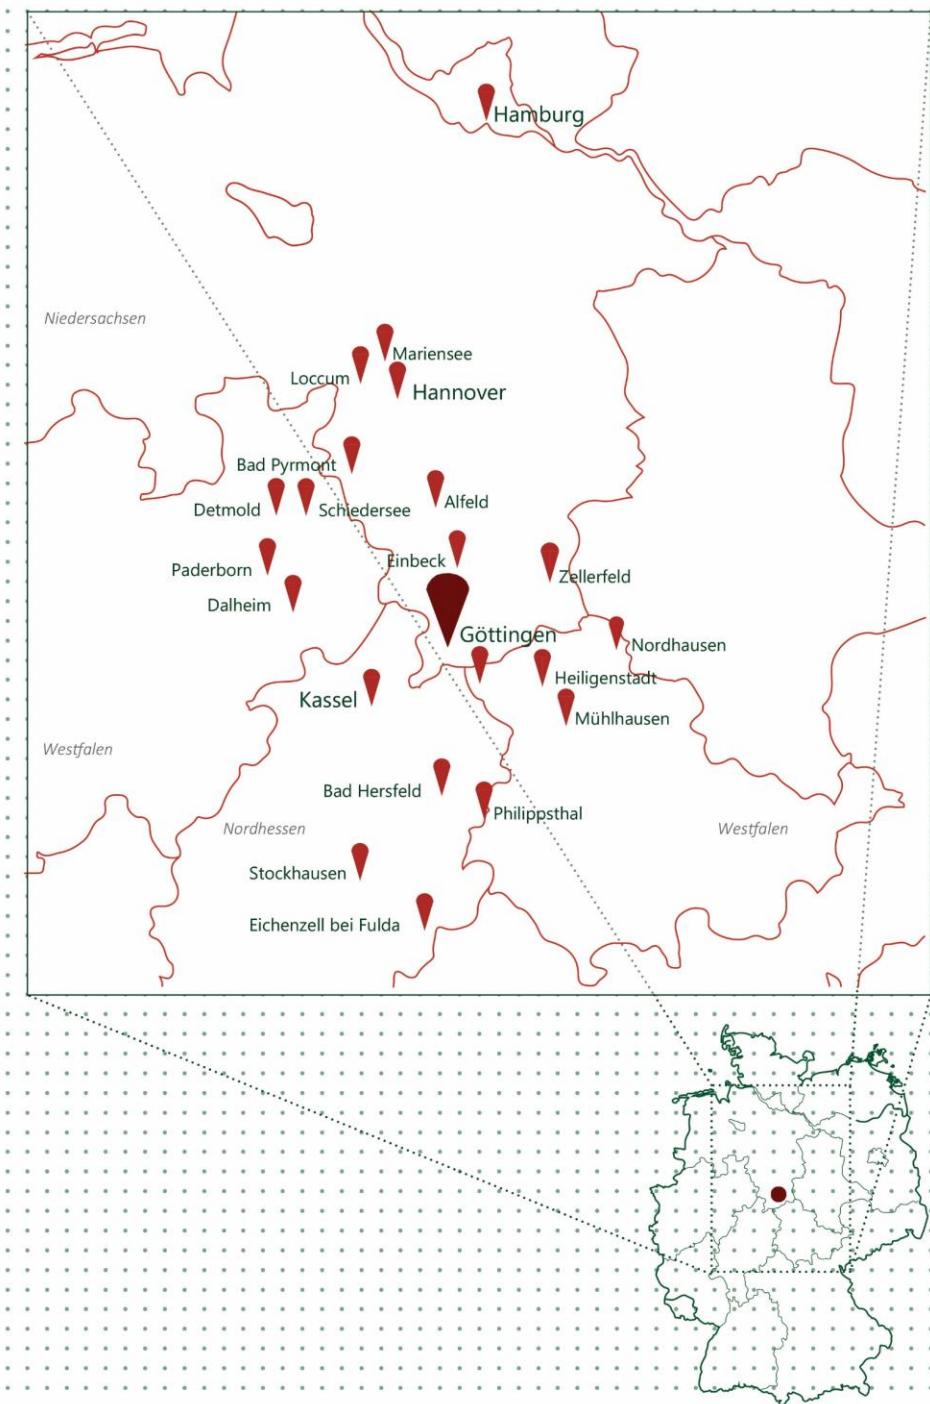 Hamburg
Niedersachsen
Mariensee
Loccum
Hannover
Bad Pyrmont
Alfeld
Detmold
Schiedersee
Einbeck
Paderborn
Zellerfeld
Dalheim
Göttingen
Nordhausen
Heiligenstadt
Kassel
Mühlhausen
Westfalen
Bad Hersfeld
Philippsthal
Nordhessen
Westfalen
Stockhausen
Eichenzell bei Fulda